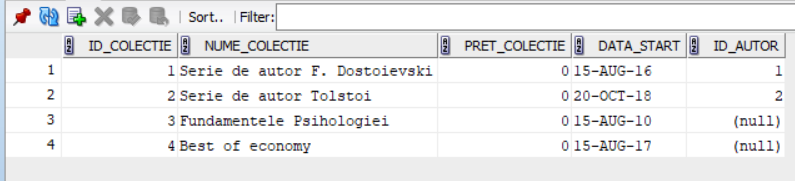 Sort.. Filter:
ID_COLECTIE NUME_COLECTIE PRET_COLECTIE DATA_START ID_AUTOR
1 1 Serie de autor F. Dostoievski 0 15-AUG-16 1
2 2 Serie de autor Tolstoi 0 20-OCT-18 2
3 3 Fundamentele Psihologiei 0 15-AUG-10 (null)
4 4 Best of economy 0 15-AUG-17 (null)